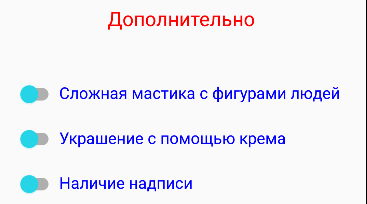 Дополнительно
Сложная мастика с фигурами людей
Украшение с помощью крема
Наличие надписи